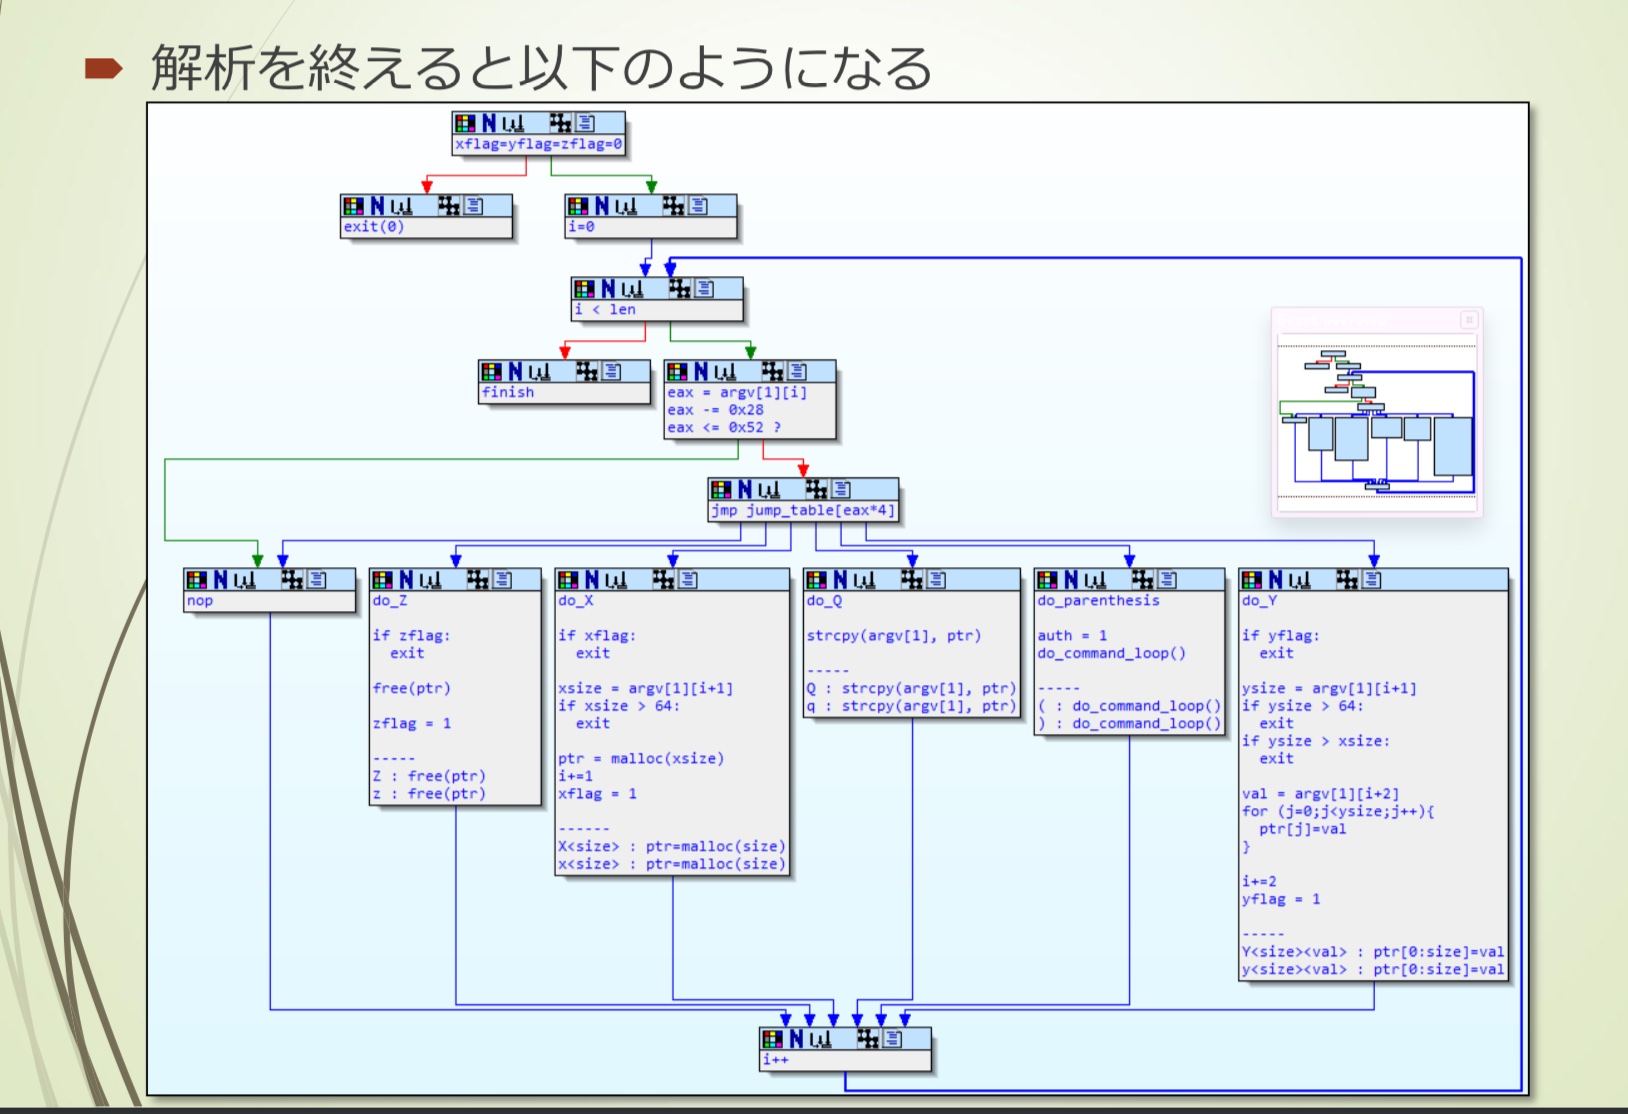 解析を終えると以下のようになる
xflag=yflag=zflag=0
exit(0)
i=0
i < len
finish
eax = argv[1][i]
eax -= 0x28
eax <= 0x52 ?
jmp jump_table[eax*4]
nop
do_Z
if zflag:
exit
free(ptr)
zflag = 1
-----
Z : free(ptr)
z : free(ptr)
do_X
if xflag:
exit
xsize = argv[1][i+1]
if xsize > 64:
exit
ptr = malloc(xsize)
i+=1
xflag = 1
------
X<size> : ptr=malloc(size)
x<size> : ptr=malloc(size)
do_Q
strcpy(argv[1], ptr)
-----
Q : strcpy(argv[1], ptr)
q : strcpy(argv[1], ptr)
do_parenthesis
auth = 1
do_command_loop()
-----
( : do_command_loop()
) : do_command_loop()
do_Y
if yflag:
exit
ysize = argv[1][i+1]
if ysize > 64:
exit
if ysize > xsize:
exit
val = argv[1][i+2]
for (j=0;j<ysize;j++){
ptr[j]=val
}
i+=2
yflag = 1
-----
Y<size><val> : ptr[0:size]=val
y<size><val> : ptr[0:size]=val
i++